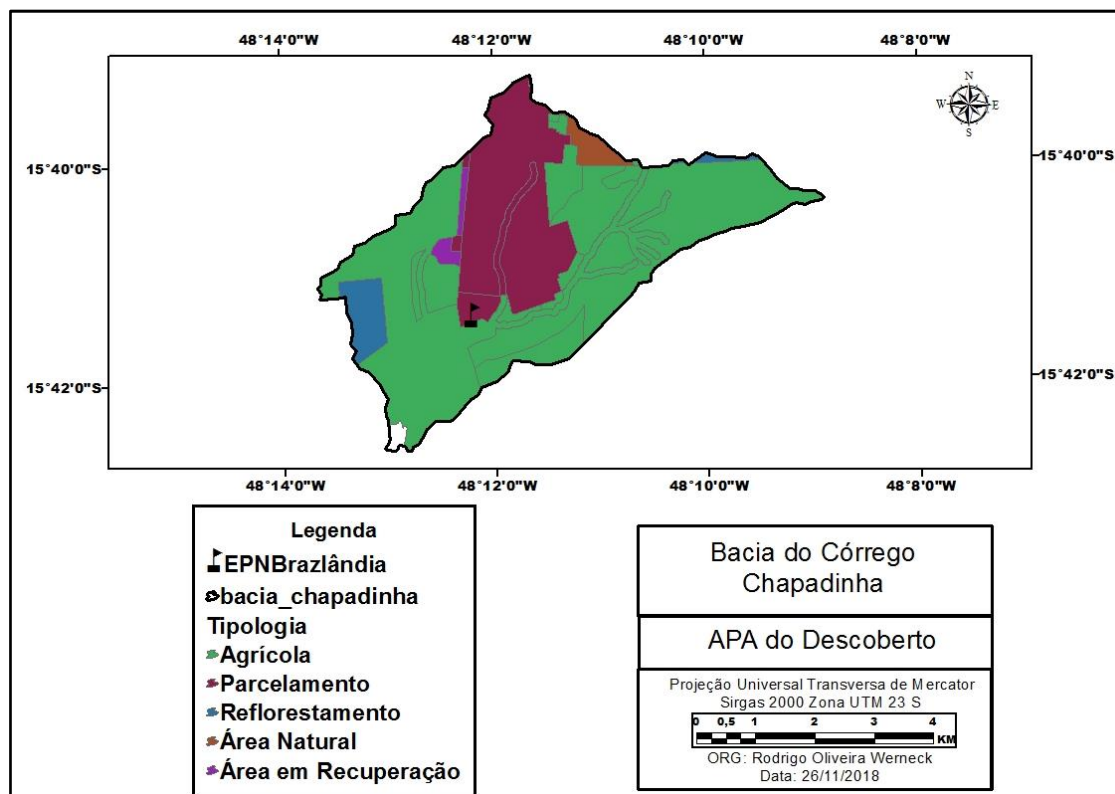 48°14'0"W 48°12'0"W 48°10'0"W 48°8'0"W
N
W E
S
15°40'0"S 15°40'0"S
15°42'0"S 15°42'0"S
48°14'0"W 48°12'0"W 48°10'0"W 48°8'0"W
Legenda
EPNBrazlândia
bacia_chapadinha
Tipologia
Agrícola
Parcelamento
Reflorestamento
Área Natural
Área em Recuperação
Bacia do Córrego
Chapadinha
APA do Descoberto
Projeção Universal Transversa de Mercator
Sirgas 2000 Zona UTM 23 S
0 0,5 1 2 3 4
KM
ORG: Rodrigo Oliveira Werneck
Data: 26/11/2018